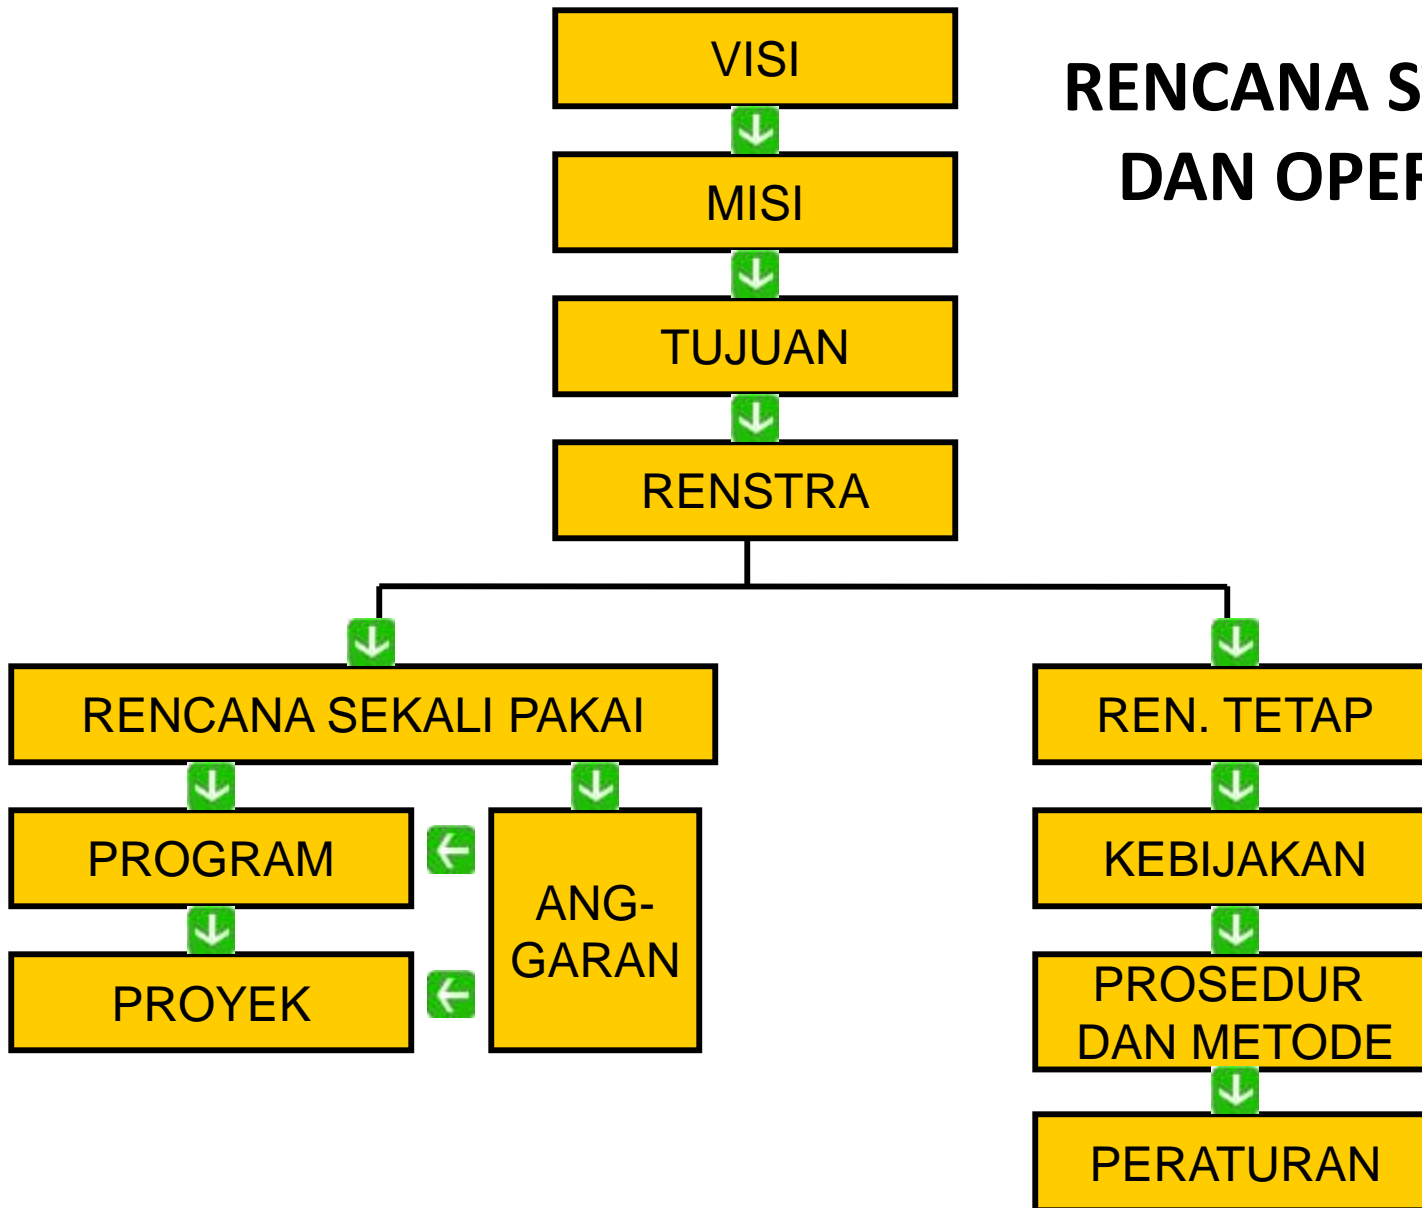 VISI
RENCANA S
DAN OPER
MISI
TUJUAN
RENSTRA
RENCANA SEKALI PAKAI
REN. TETAP
PROGRAM
ANG-
GARAN
KEBIJAKAN
PROYEK
PROSEDUR
DAN METODE
PERATURAN